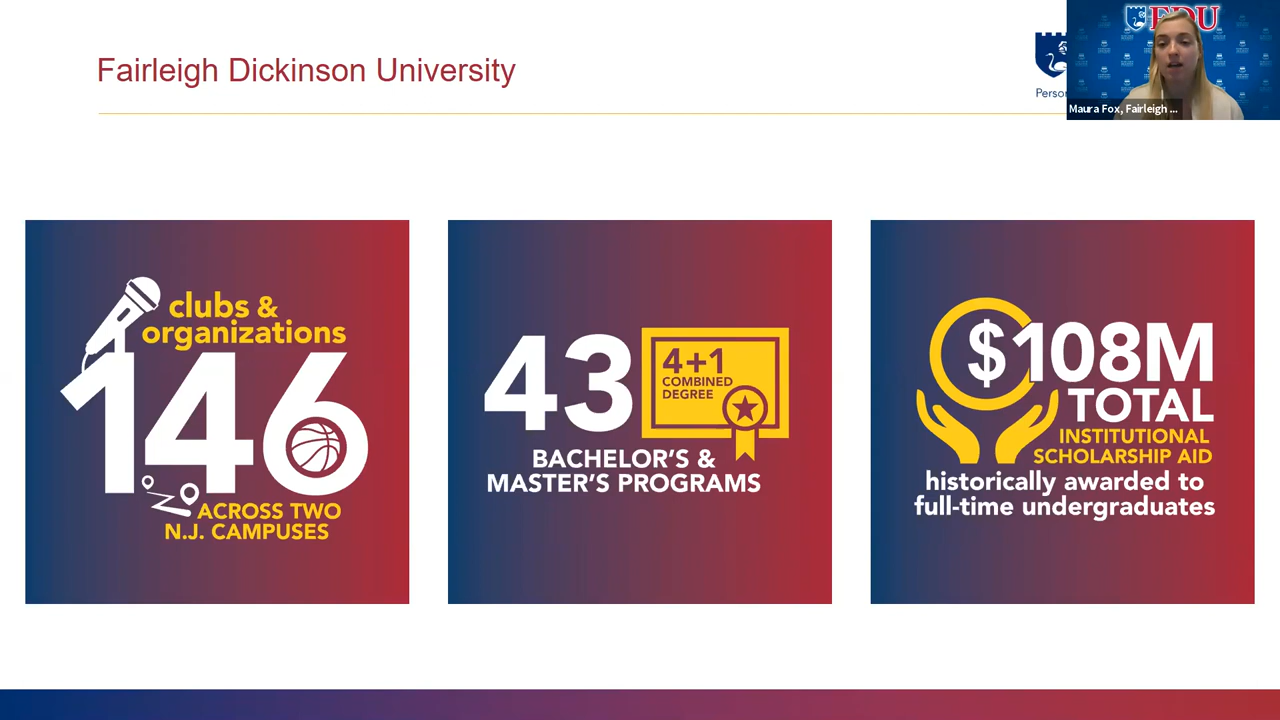 Fairleigh Dickinson University
FDU
Maura Fox, Fairleigh ...
clubs &
organizations
146
ACROSS TWO
N.J. CAMPUSES
43
4+1
COMBINED
DEGREE
BACHELOR'S &
MASTER'S PROGRAMS
$108M
TOTAL
INSTITUTIONAL
SCHOLARSHIP AID
historically awarded to
full-time undergraduates